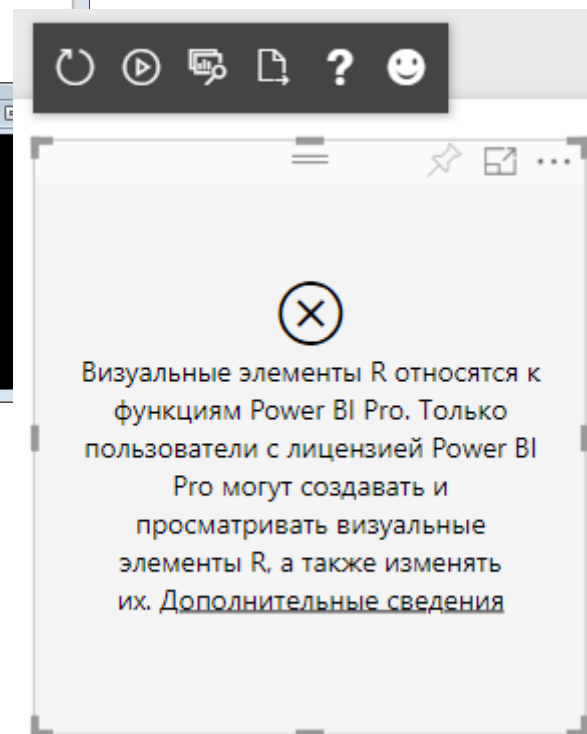 ?
Визуальные элементы R относятся к
функциям Power BI Pro. Только
пользователи с лицензией Power BI
Pro могут создавать и
просматривать визуальные
элементы R, а также изменять
их. Дополнительные сведения